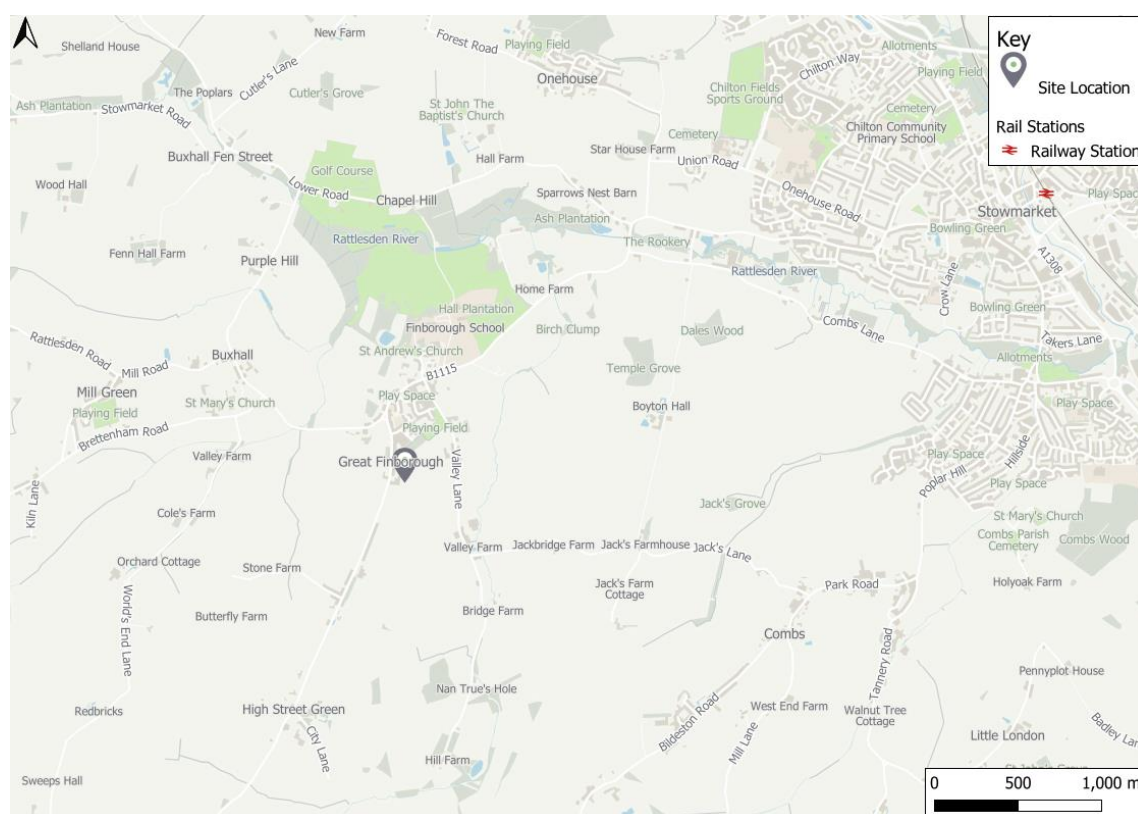 Key
Site Location
Rail Stations
Railway Station
Shelland House
New Farm
Forest Road
Playing Field
Onehouse
Chilton Way
Allotments
Playing Field
Cutler's Lane
The Poplars
Cutler's Grove
Ash Plantation
Stowmarket Road
St John The
Baptist's Church
Chilton Fields
Sports Ground
Cemetery
Chilton Community
Primary School
Cemetery
Star House Farm
Union Road
Buxhall Fen Street
Hall Farm
Golf Course
Wood Hall
Lower Road
Chapel Hill
Sparrows Nest Barn
Onehouse Road
Play Spac
Stowmarket
Ash Plantation
Bowling Green
Rattlesden River
The Rookery
Fenn Hall Farm
Purple Hill
Rattlesden River
A1308
Crow Lane
Home Farm
Bowling Green
Hall Plantation
Finborough School
Birch Clump
Dales Wood
Combs Lane
Takers Lane
Rattlesden Road
Mill Road
Buxhall
St Andrew's Church
B1115
Temple Grove
Allotments
Mill Green
Playing Field
St Mary's Church
Play Space
Boyton Hall
Play Space
Brettenham Road
Playing Field
Valley Farm
Great Finborough
Valley Lane
Play Space
Hillside
Poplar Hill
Play Space
Kiln Lane
Cole's Farm
Jack's Grove
St Mary's Church
Combs Parish
Cemetery
Combs Wood
Orchard Cottage
Stone Farm
Valley Farm
Jackbridge Farm
Jack's Farmhouse
Jack's Lane
Park Road
Holyoak Farm
Jack's Farm
Cottage
World's End Lane
Butterfly Farm
Bridge Farm
Combs
Tannery Road
Pennyplot House
Nan True's Hole
Redbricks
High Street Green
City Lane
Bildeston Road
West End Farm
Mill Lane
Walnut Tree
Cottage
Little London
Badley Lan
Hill Farm
Sweeps Hall
0 500 1,000 m